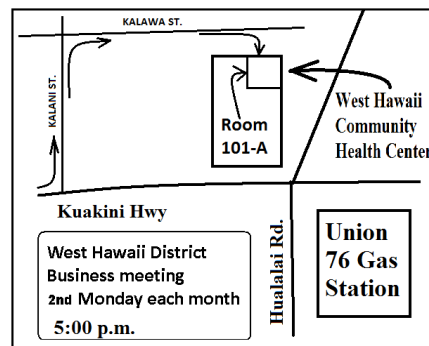 KALAWA ST.
KALANI ST.
Room
101-A
West Hawaii
Community
Health Center
Kuakini Hwy
West Hawaii District
Business meeting
2nd Monday each month
5:00 p.m.
Hualalai Rd.
Union
76 Gas
Station